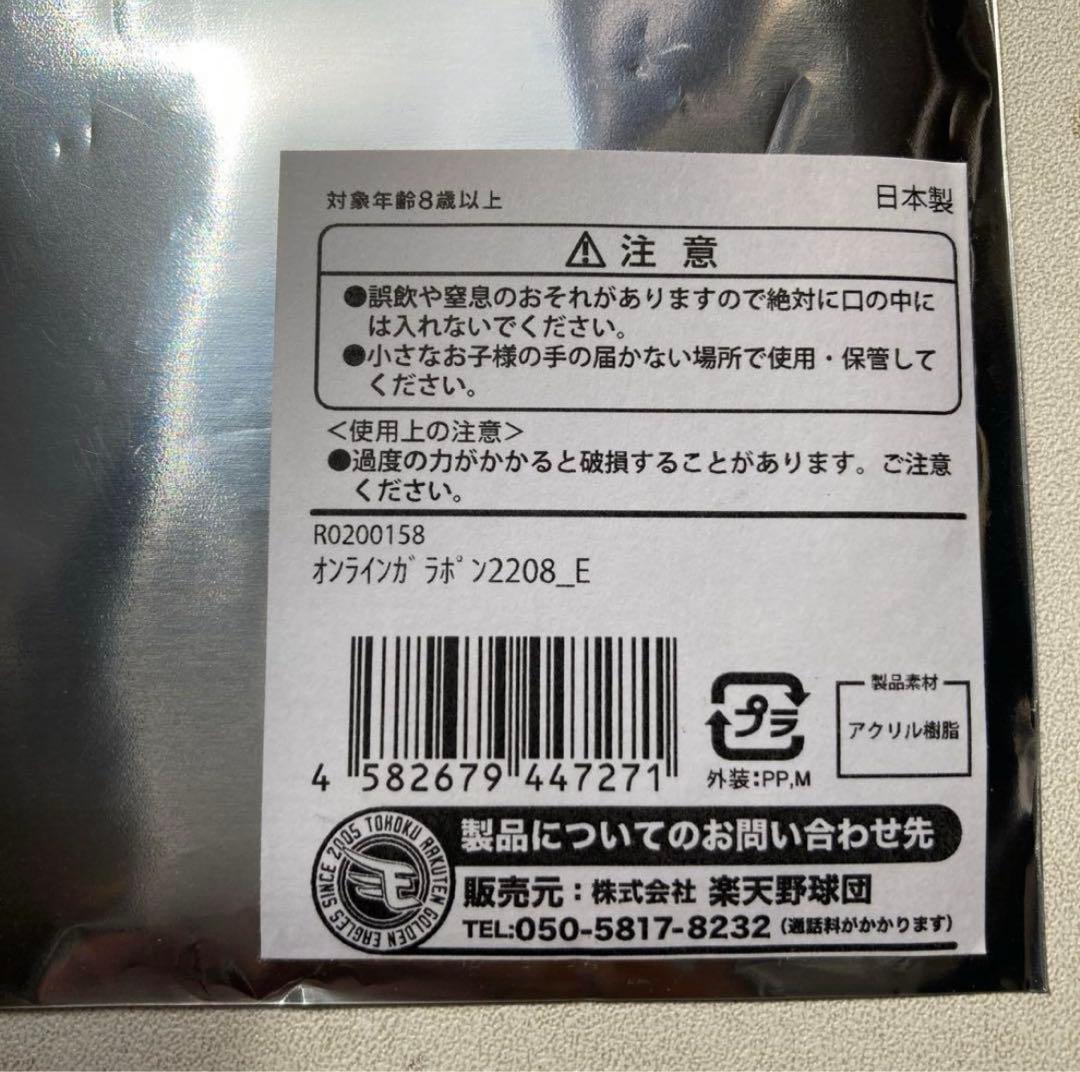 対象年齢8歳以上
日本製
注 意
●誤飲や窒息のおそれがありますので絶対に口の中に
は入れないでください。
●小さなお子様の手の届かない場所で使用・保管して
ください。
<使用上の注意>
●過度の力がかかると破損することがあります。ご注意
ください。
R0200158
ｵﾝﾗｲﾝｶﾞﾗﾎﾟﾝ2208_E
4 582679 447271
プラ
外装:PP,M
製品素材
アクリル樹脂
SINCE 2005 TOHOKU RAKUTEN GOLDEN EAGLES
E
製品についてのお問い合わせ先
販売元:株式会社 楽天野球団
TEL:050-5817-8232(通話料がかかります)